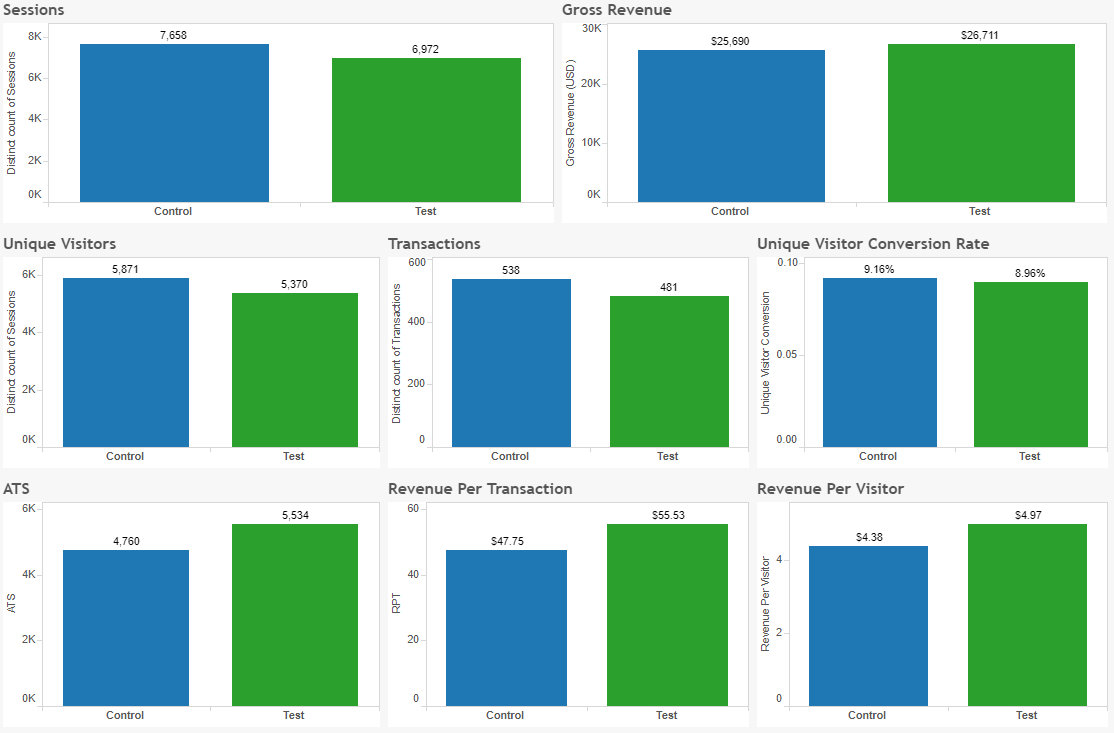 Sessions
Distinct count of Sessions
8K
6K
4K
2K
0K
7,658
6,972
Control
Test
Gross Revenue
Gross Revenue (USD)
30K
20K
10K
0K
$25,690
$26,711
Control
Test
Unique Visitors
Distinct count of Sessions
6K
4K
2K
0K
5,871
5,370
Control
Test
Transactions
Distinct count of Transactions
600
400
200
0
538
481
Control
Test
Unique Visitor Conversion Rate
Unique Visitor Conversion
0.10
0.05
0.00
9.16%
8.96%
Control
Test
ATS
ATS
6K
4K
2K
0K
4,760
5,534
Control
Test
Revenue Per Transaction
RPT
60
40
20
0
$47.75
$55.53
Control
Test
Revenue Per Visitor
Revenue Per Visitor
4
2
0
$4.38
$4.97
Control
Test